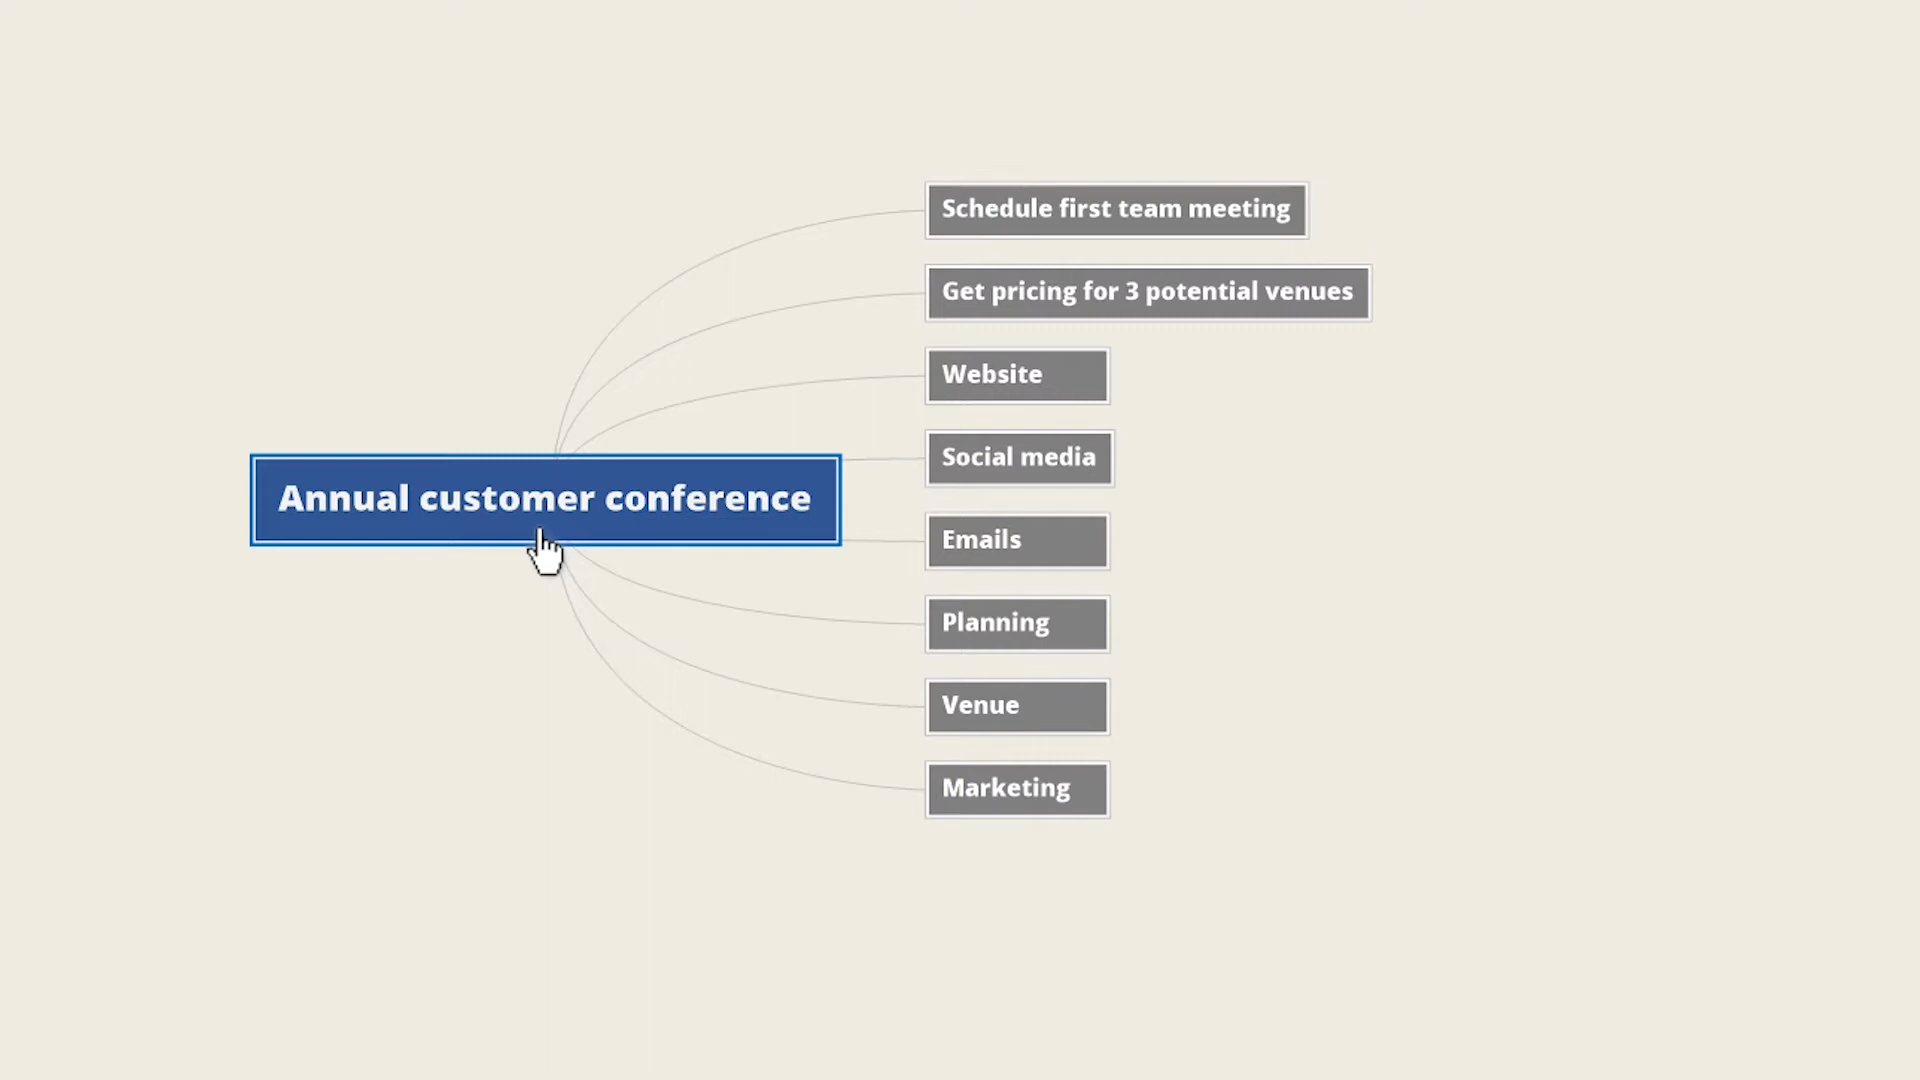 Schedule first team meeting
Get pricing for 3 potential venues
Website
Social media
Annual customer conference
Emails
Planning
Venue
Marketing